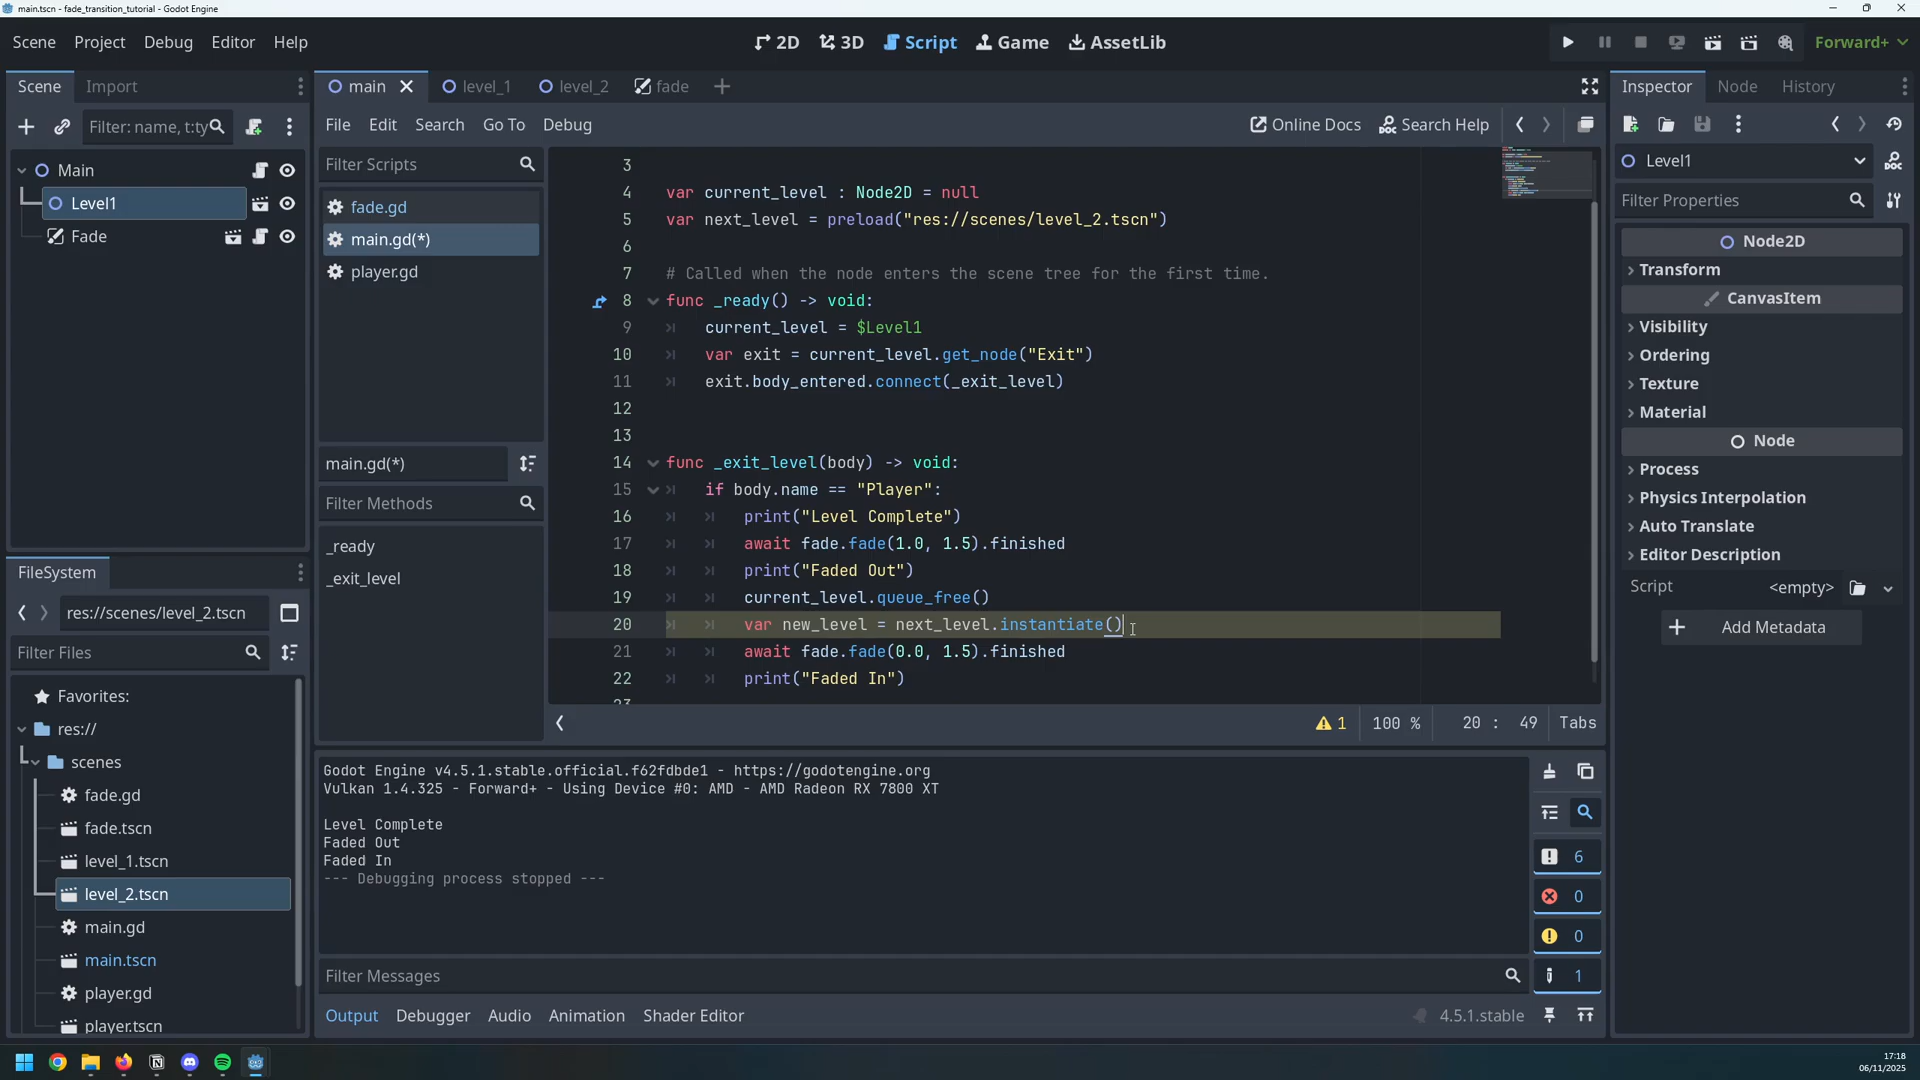 main.tscn - fade_transition_tutorial - Godot Engine
Scene Project Debug Editor Help
2D 3D Script Game AssetLib
Forward+
Scene Import
Filter: name, t:ty
Main
Level1
Fade
FileSystem
res://scenes/level_2.tscn
Filter Files
Favorites:
res://
scenes
fade.gd
fade.tscn
level_1.tscn
level_2.tscn
main.gd
main.tscn
player.gd
player.tscn
main level_1 level_2 fade
File Edit Search Go To Debug
Online Docs Search Help
Filter Scripts
fade.gd
main.gd(*)
player.gd
main.gd(*)
Filter Methods
_ready
_exit_level
3
4 var current_level : Node2D = null
5 var next_level = preload("res://scenes/level_2.tscn")
6
7 # Called when the node enters the scene tree for the first time.
8 func _ready() -> void:
9 current_level = $Level1
10 var exit = current_level.get_node("Exit")
11 exit.body_entered.connect(_exit_level)
12
13
14 func _exit_level(body) -> void:
15 if body.name == "Player":
16 print("Level Complete")
17 await fade.fade(1.0, 1.5).finished
18 print("Faded Out")
19 current_level.queue_free()
20 var new_level = next_level.instantiate()
21 await fade.fade(0.0, 1.5).finished
22 print("Faded In")
23
1 100 % 20 : 49 Tabs
Godot Engine v4.5.1.stable.official.f62fdbde1 - https://godotengine.org
Vulkan 1.4.325 - Forward+ - Using Device #0: AMD - AMD Radeon RX 7800 XT
Level Complete
Faded Out
Faded In
--- Debugging process stopped ---
6
0
0
1
Filter Messages
Output Debugger Audio Animation Shader Editor
4.5.1.stable
Inspector Node History
Level1
Filter Properties
Node2D
Transform
CanvasItem
Visibility
Ordering
Texture
Material
Node
Process
Physics Interpolation
Auto Translate
Editor Description
Script <empty>
Add Metadata
17:18
06/11/2025